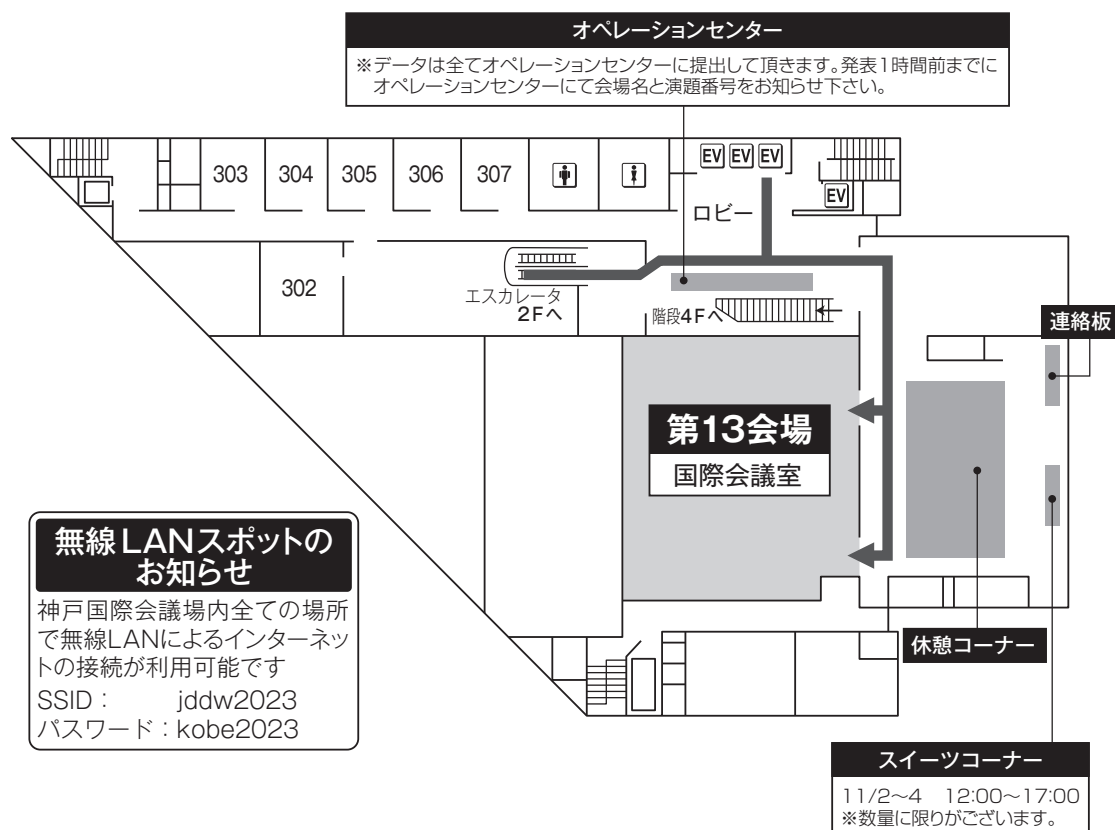 オペレーションセンター
※データは全てオペレーションセンターに提出して頂きます。発表1時間前までに
オペレーションセンターにて会場名と演題番号をお知らせ下さい。
303
304
305
306
307
EV
EV
EV
EV
ロビー
302
エスカレータ
2Fへ
階段4Fへ
連絡板
第13会場
国際会議室
無線LANスポットの
お知らせ
神戸国際会議場内全ての場所
で無線LANによるインターネッ
トの接続が利用可能です
SSID： jddw2023
パスワード：kobe2023
休憩コーナー
スイーツコーナー
11/2～4 12:00～17:00
※数量に限りがございます。